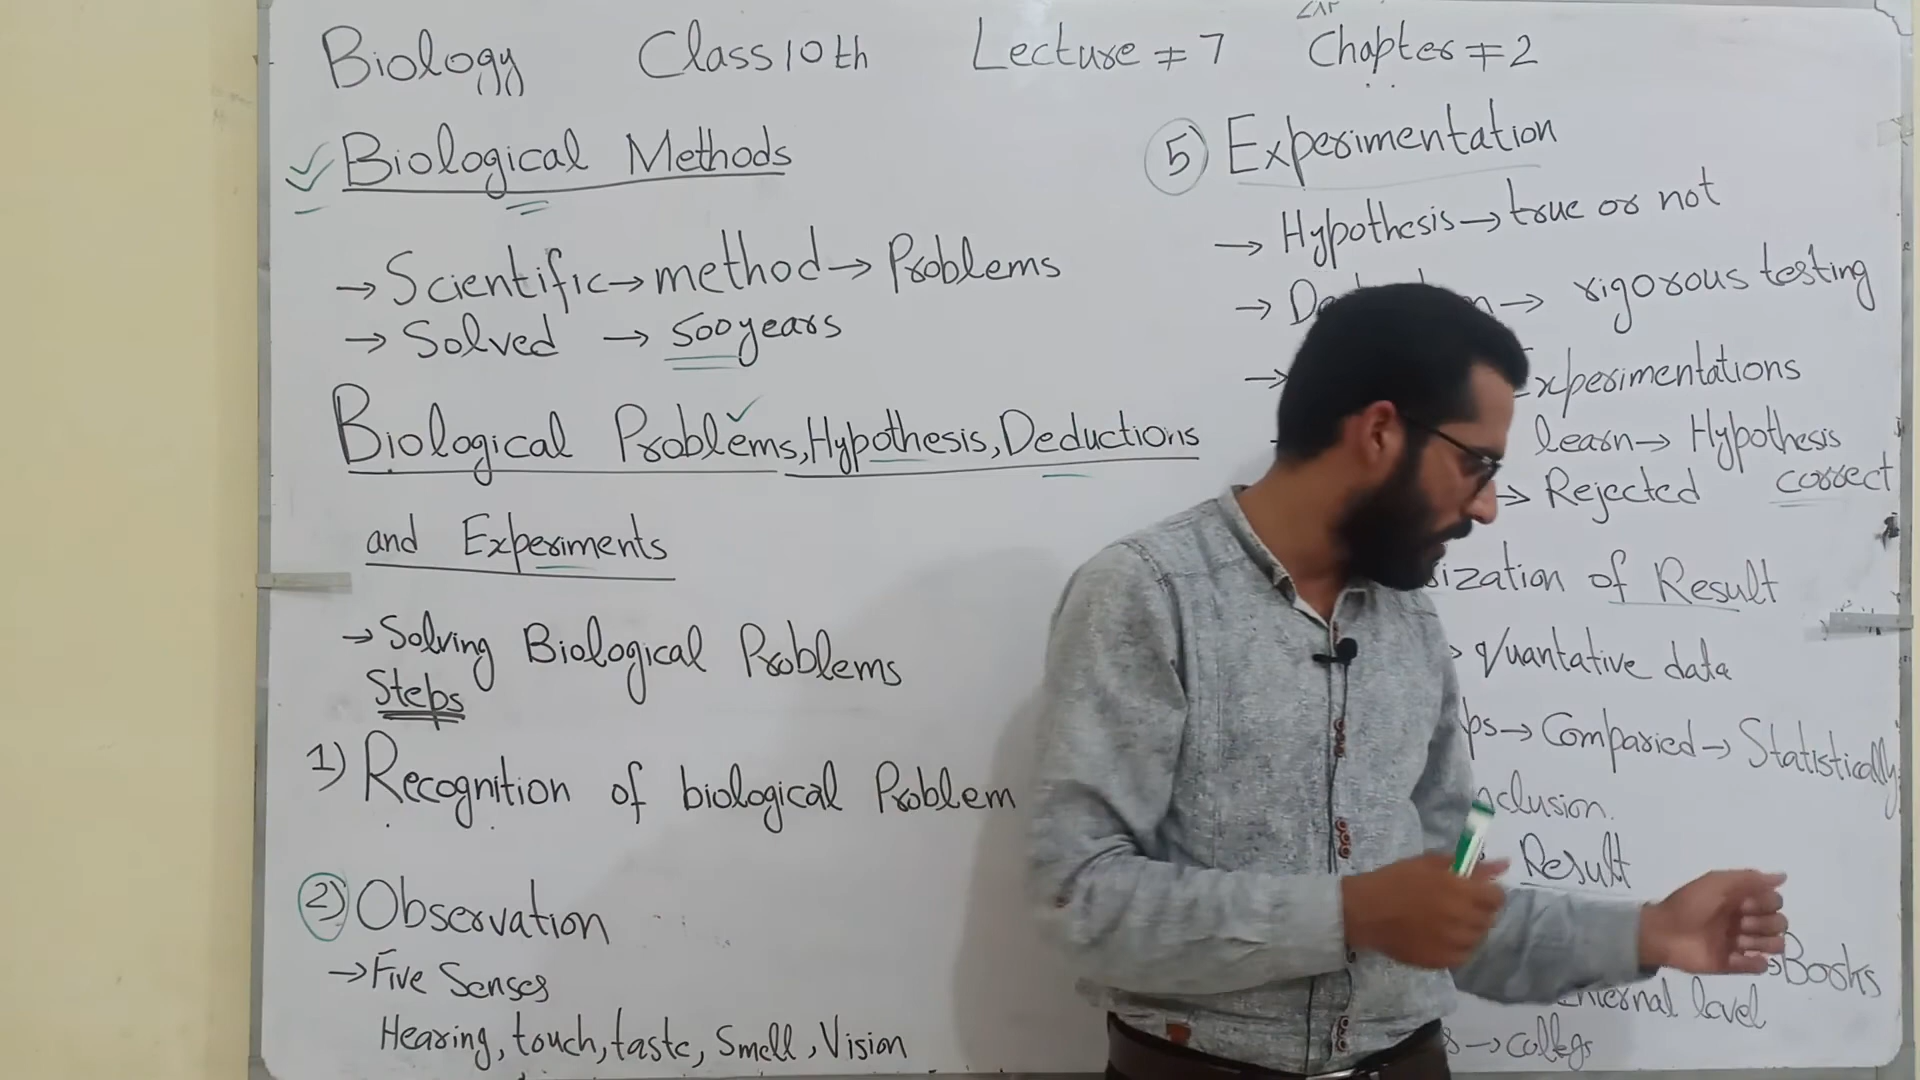 Biology Class 10th Lecture # 7 Chapter # 2
Biological Methods
→ Scientific → method → Problems
→ Solved → 500 years
Biological Problems, Hypothesis, Deductions
and Experiments
→ Solving Biological Problems
Steps
1) Recognition of biological Problem
2) Observation
→ Five Senses
Hearing, touch, taste, Smell, Vision
5) Experimentation
→ Hypothesis → true or not
→ rigorous testing
→ Experimentations
learn → Hypothesis
→ Rejected correct
of Result
quantative data
→ Comparied → Statistically
Result
Books
level
→ collegs